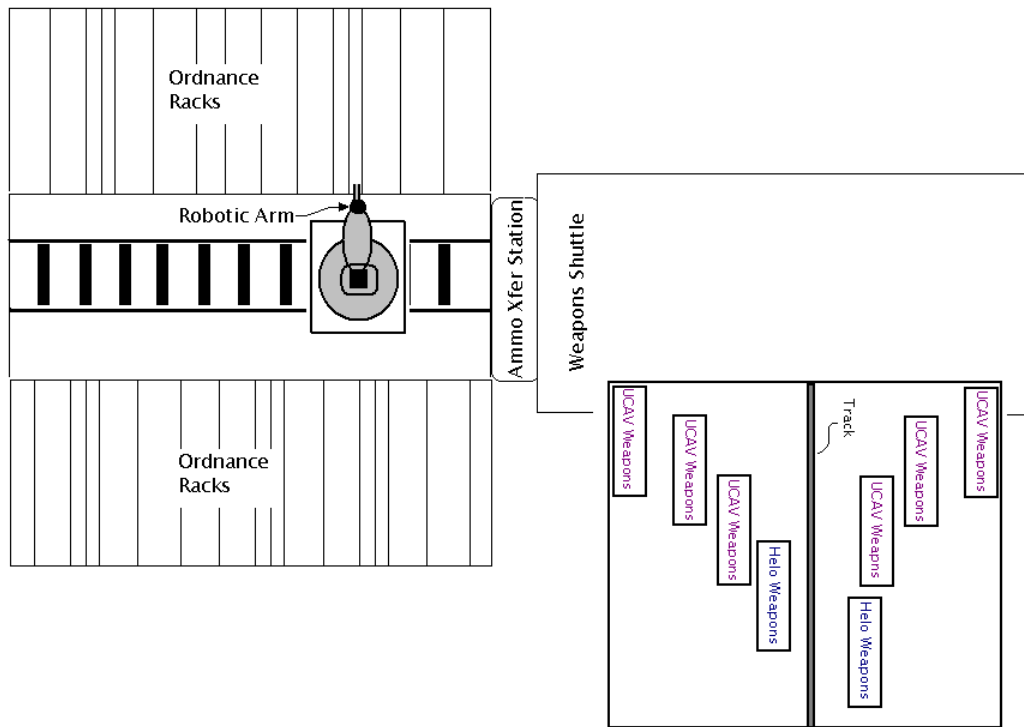 Ordnance
Racks
Robotic Arm
Ammo Xfer Station
Weapons Shuttle
Ordnance
Racks
Track
UCAV Weapons
UCAV Weapons
UCAV Weapons
Helo Weapons
UCAV Weapons
UCAV Weapons
UCAV Weapns
Helo Weapons